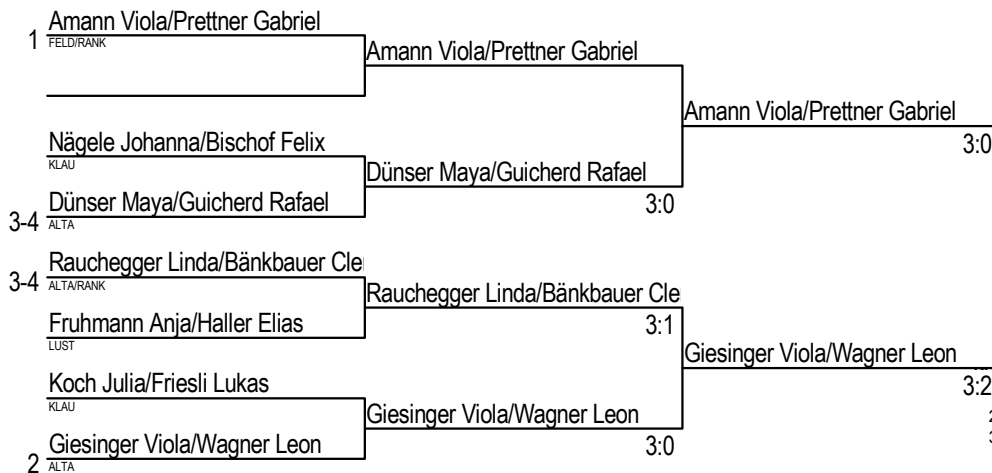 Amann Viola/Prettner Gabriel
1
FELD/RANK
Amann Viola/Prettner Gabriel
Amann Viola/Prettner Gabriel
3:0
Nägele Johanna/Bischof Felix
KLAU
Dünser Maya/Guicherd Rafael
3:0
Dünser Maya/Guicherd Rafael
3-4
ALTA
Rauchegger Linda/Bänkbauer Cle
3-4
ALTA/RANK
Rauchegger Linda/Bänkbauer Cle
3:1
Fruhmann Anja/Haller Elias
LUST
Giesinger Viola/Wagner Leon
3:2
Koch Julia/Friesli Lukas
KLAU
Giesinger Viola/Wagner Leon
3:0
Giesinger Viola/Wagner Leon
2
ALTA